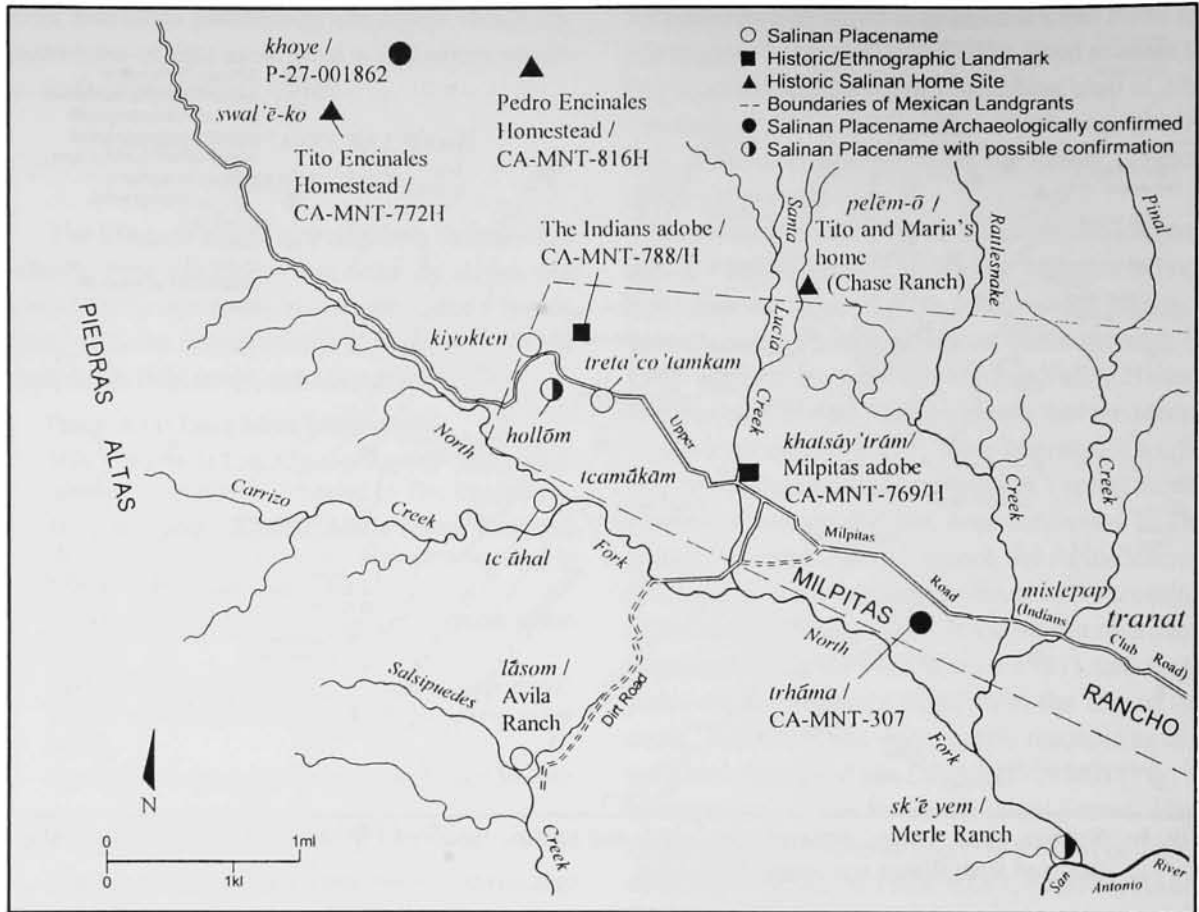 khoye /
P-27-001862
swal'ē-ko
Tito Encinales
Homestead /
CA-MNT-772H
Pedro Encinales
Homestead /
CA-MNT-816H
Salinan Placename
Historic/Ethnographic Landmark
Historic Salinan Home Site
Boundaries of Mexican Landgrants
Salinan Placename Archaeologically confirmed
Salinan Placename with possible confirmation
The Indians adobe /
CA-MNT-788/H
Santa
Lucia
Creek
pelēm-ō /
Tito and Maria's
home
(Chase Ranch)
Rattlesnake
Creek
Pinal
Creek
PIEDRAS
ALTAS
kiyokten
treta'co'tamkam
hollōm
North
Fork
Upper
Milpitas
Road
(Indians
Club Road)
khatsáy'trām/
Milpitas adobe
CA-MNT-769/H
tcamākām
Carrizo
Creek
tc áhal
MILPITAS
RANCHO
mislepap
tranat
North
Fork
trháma /
CA-MNT-307
lásom /
Avila
Ranch
Salsipuedes
Creek
Dirt Road
sk'ē yem /
Merle Ranch
San
Antonio
River
N
0
1ml
0
1kl